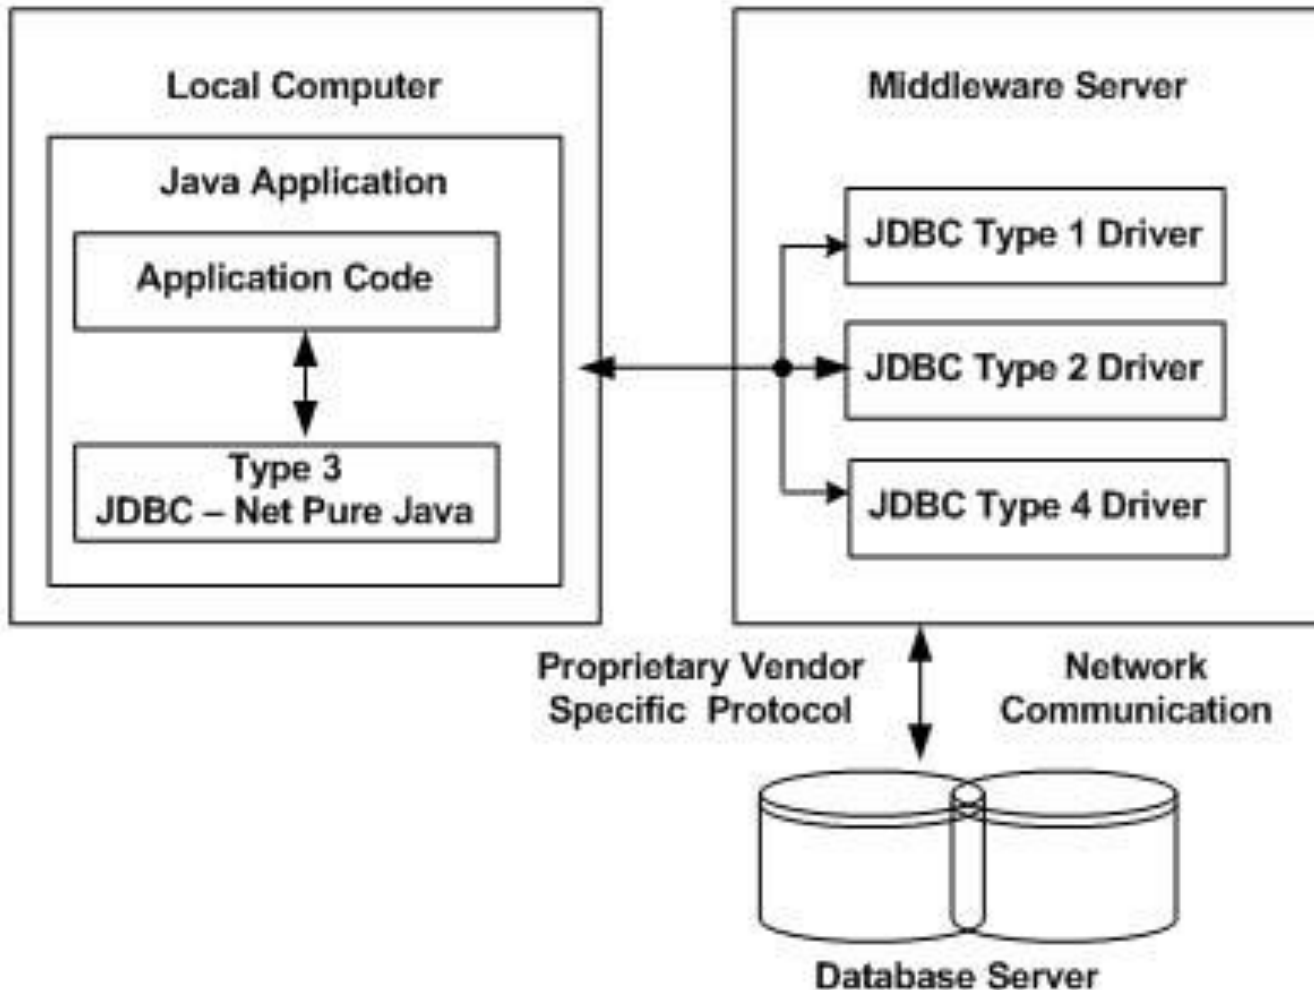 Local Computer
Java Application
Application Code
Type 3
JDBC – Net Pure Java
Middleware Server
JDBC Type 1 Driver
JDBC Type 2 Driver
JDBC Type 4 Driver
Proprietary Vendor
Specific Protocol
Network
Communication
Database Server